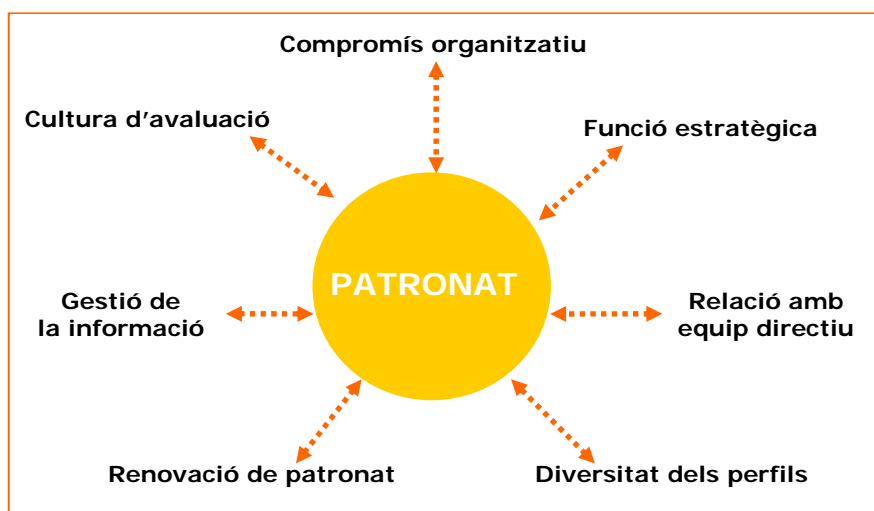 Compromís organitzatiu
Cultura d'avaluació
Funció estratègica
PATRONAT
Gestió de
la informació
Relació amb
equip directiu
Renovació de patronat
Diversitat dels perfils